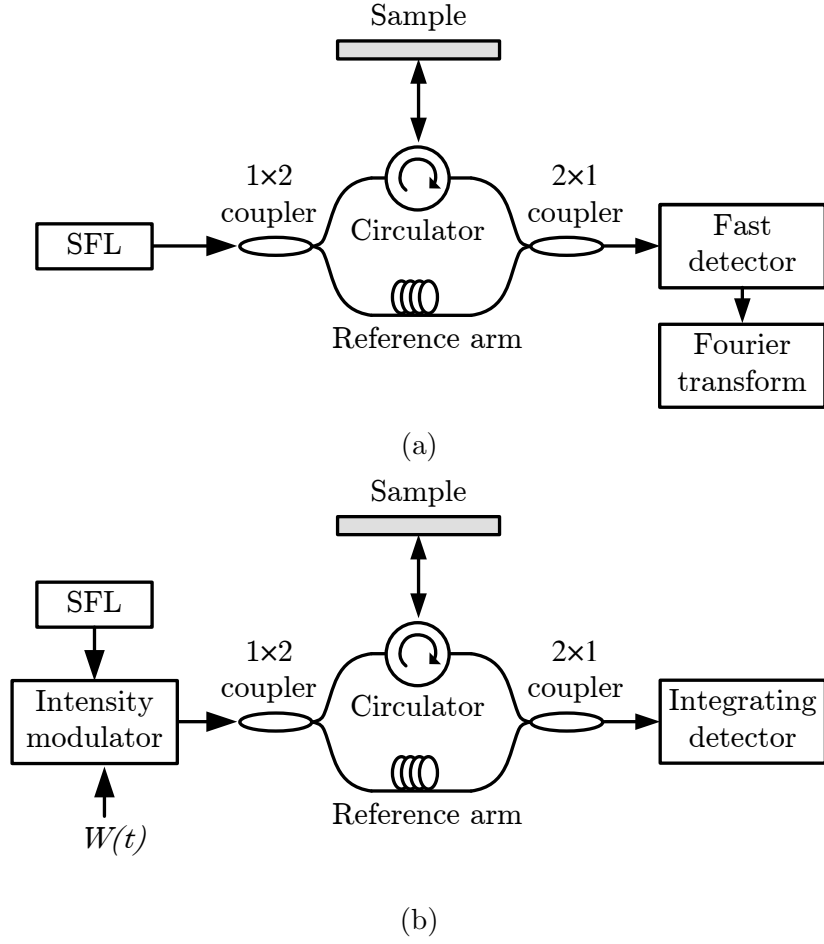 Sample
1×2
coupler
2×1
coupler
SFL
Circulator
Fast
detector
Reference arm
Fourier
transform
(a)
Sample
SFL
1×2
coupler
2×1
coupler
Intensity
modulator
Circulator
Integrating
detector
Reference arm
W(t)
(b)